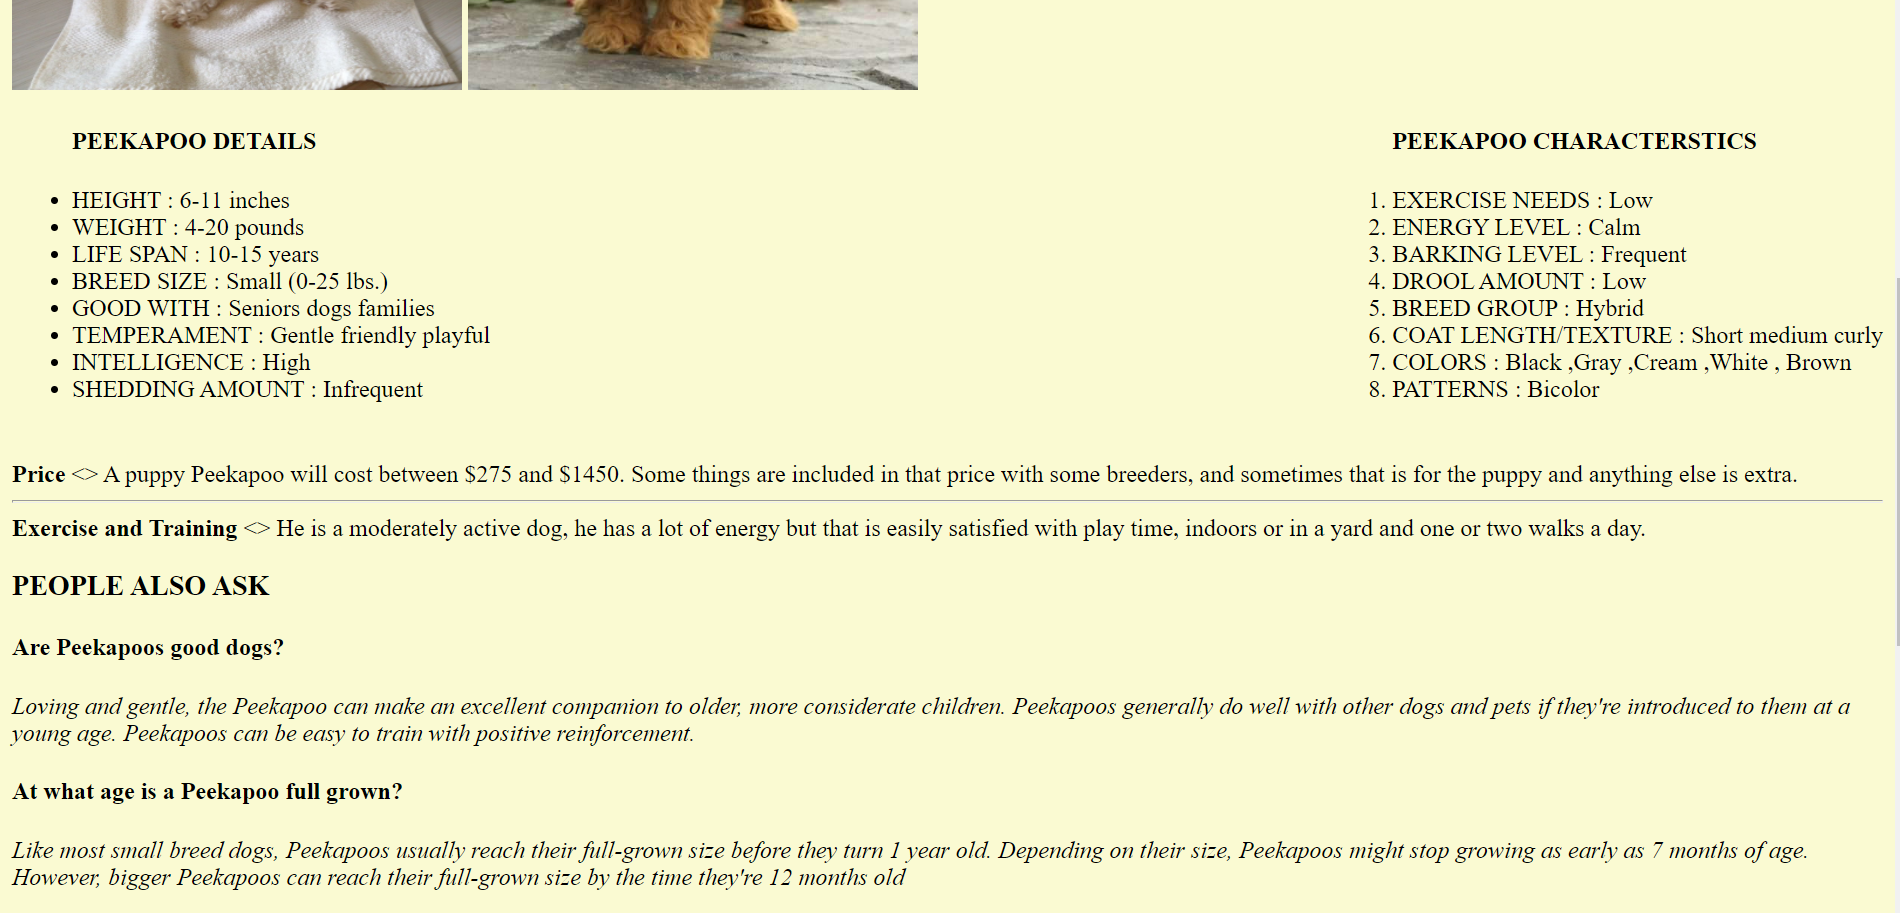 PEEKAPOO DETAILS
• HEIGHT : 6-11 inches
• WEIGHT : 4-20 pounds
• LIFE SPAN : 10-15 years
• BREED SIZE : Small (0-25 lbs.)
• GOOD WITH : Seniors dogs families
• TEMPERAMENT : Gentle friendly playful
• INTELLIGENCE : High
• SHEDDING AMOUNT : Infrequent
PEEKAPOO CHARACTERSTICS
1. EXERCISE NEEDS : Low
2. ENERGY LEVEL : Calm
3. BARKING LEVEL : Frequent
4. DROOL AMOUNT : Low
5. BREED GROUP : Hybrid
6. COAT LENGTH/TEXTURE : Short medium curly
7. COLORS : Black ,Gray ,Cream ,White , Brown
8. PATTERNS : Bicolor
Price <> A puppy Peekapoo will cost between $275 and $1450. Some things are included in that price with some breeders, and sometimes that is for the puppy and anything else is extra.
Exercise and Training <> He is a moderately active dog, he has a lot of energy but that is easily satisfied with play time, indoors or in a yard and one or two walks a day.
PEOPLE ALSO ASK
Are Peekapoos good dogs?
Loving and gentle, the Peekapoo can make an excellent companion to older, more considerate children. Peekapoos generally do well with other dogs and pets if they're introduced to them at a
young age. Peekapoos can be easy to train with positive reinforcement.
At what age is a Peekapoo full grown?
Like most small breed dogs, Peekapoos usually reach their full-grown size before they turn 1 year old. Depending on their size, Peekapoos might stop growing as early as 7 months of age.
However, bigger Peekapoos can reach their full-grown size by the time they're 12 months old